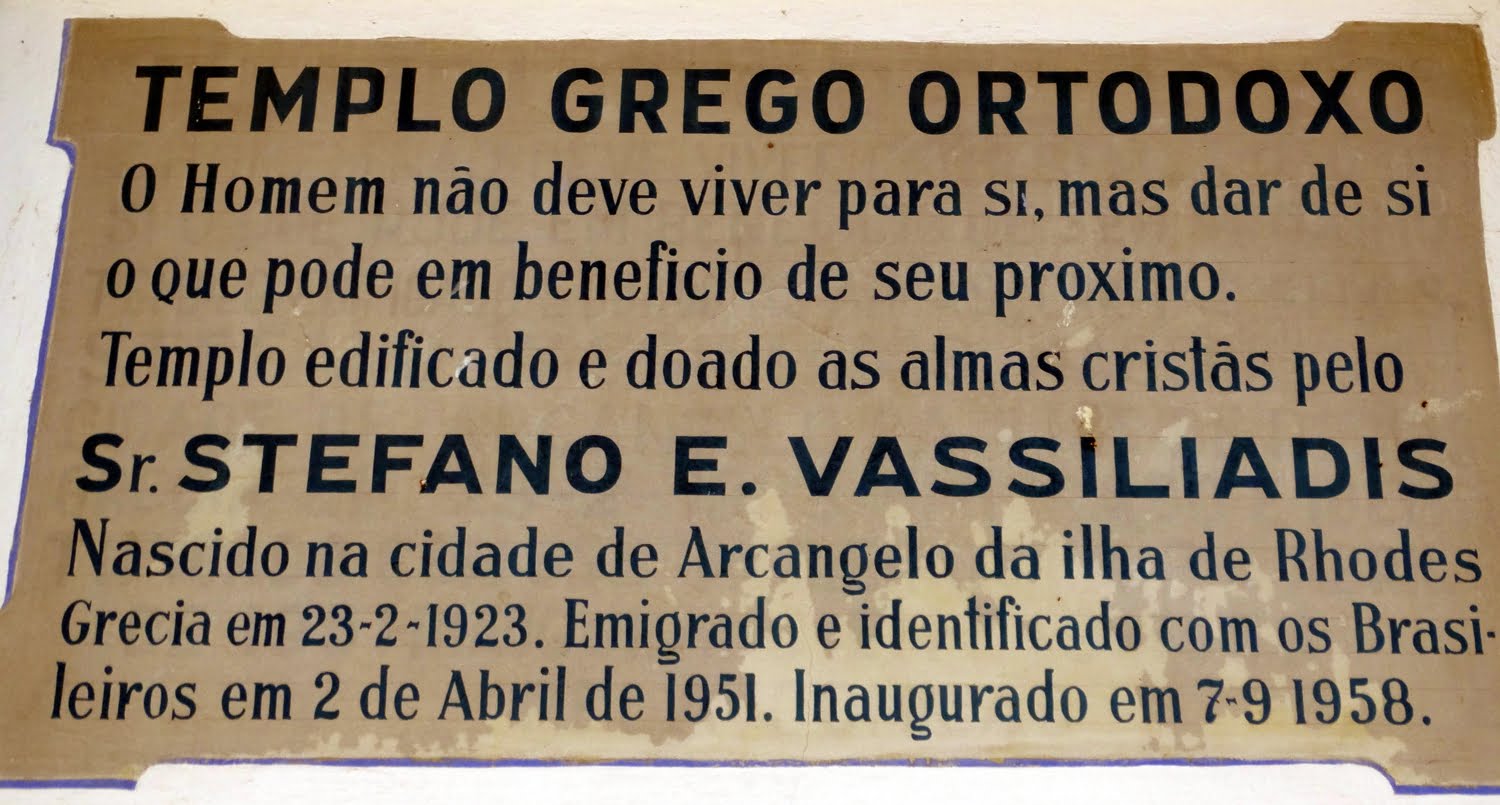 TEMPLO GREGO ORTODOXO
O Homem não deve viver para sı, mas dar de si
o que pode em beneficio de seu proximo.
Templo edificado e doado as almas cristãs pelo
Sr. STEFANO E. VASSILIADIS
Nascido na cidade de Arcangelo da ilha de Rhodes
Grecia em 23-2-1923. Emigrado e identificado com os Brasi-
leiros em 2 de Abril de 1951. Inaugurado em 7-9 1958.